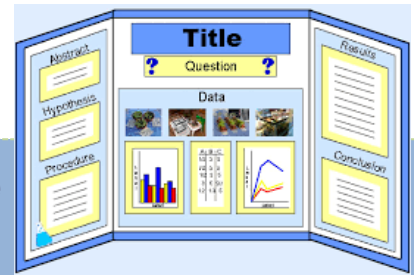 Abstract
Hypothesis
Procedure
Title
? Question ?
Data
A B C
Results
Conclusion